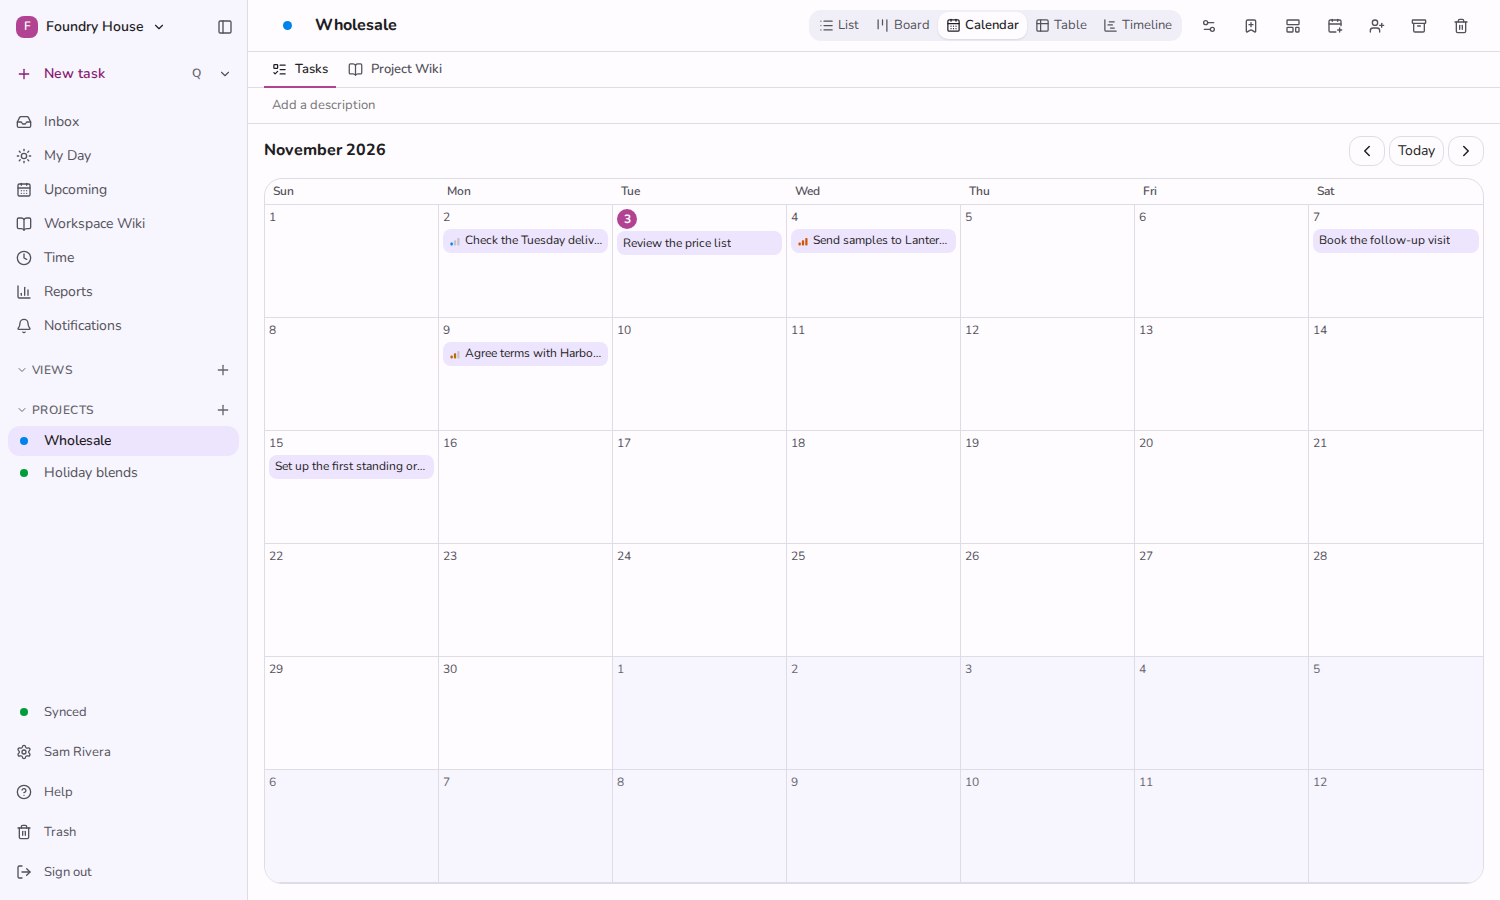 F Foundry House
New task Q
Inbox
My Day
Upcoming
Workspace Wiki
Time
Reports
Notifications
VIEWS
PROJECTS
Wholesale
Holiday blends
Synced
Sam Rivera
Help
Trash
Sign out
Wholesale
List Board Calendar Table Timeline
Tasks Project Wiki
Add a description
November 2026
Today
Sun Mon Tue Wed Thu Fri Sat
1 2 3 4 5 6 7
Check the Tuesday deliv... Review the price list Send samples to Lanter... Book the follow-up visit
8 9 10 11 12 13 14
Agree terms with Harbo...
15 16 17 18 19 20 21
Set up the first standing or...
22 23 24 25 26 27 28
29 30 1 2 3 4 5
6 7 8 9 10 11 12